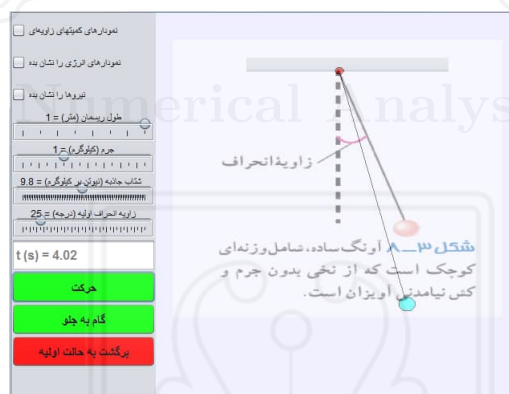 نمودارهای کمیتهای زاویه‌ای
نمودارهای انرژی را نشان بده
نیروها را نشان بده
طول ریسمان (متر) = 1
جرم (کیلوگرم) = 1
شتاب جاذبه (نیوتن بر کیلوگرم) = 9.8
زاویه انحراف اولیه (درجه) = 25
t (s) = 4.02
حرکت
گام به جلو
برگشت به حالت اولیه
Numerical Analys
زاویهٔ انحراف
شکل ۳ــ۸ آونگ ساده، شامل وزنه‌ای
کوچک است که از نخی بدون جرم و
کش نیامدنی آویزان است.